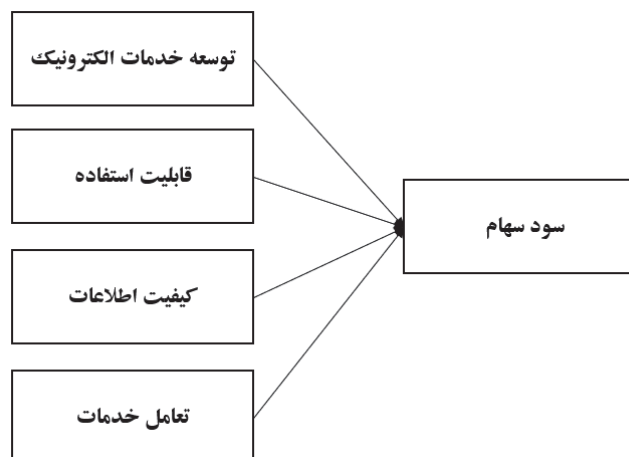 توسعه خدمات الکترونیک
قابلیت استفاده
سود سهام
کیفیت اطلاعات
تعامل خدمات